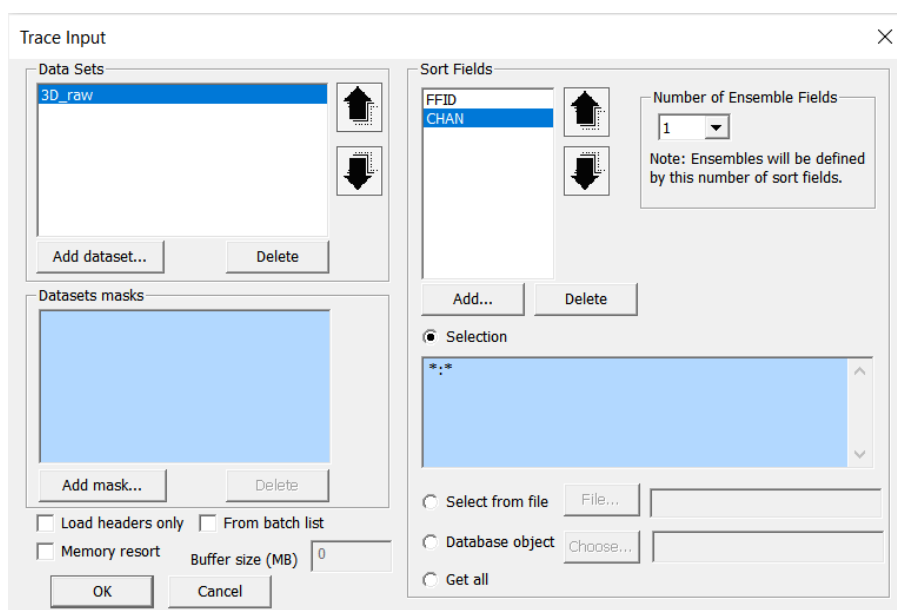 Trace Input
Data Sets
3D_raw
Add dataset...
Delete
Datasets masks
Add mask...
Delete
Load headers only
From batch list
Memory resort
Buffer size (MB)
0
OK
Cancel
Sort Fields
FFID
CHAN
Number of Ensemble Fields
1
Note: Ensembles will be defined
by this number of sort fields.
Add...
Delete
Selection
*:*
Select from file
File...
Database object
Choose...
Get all